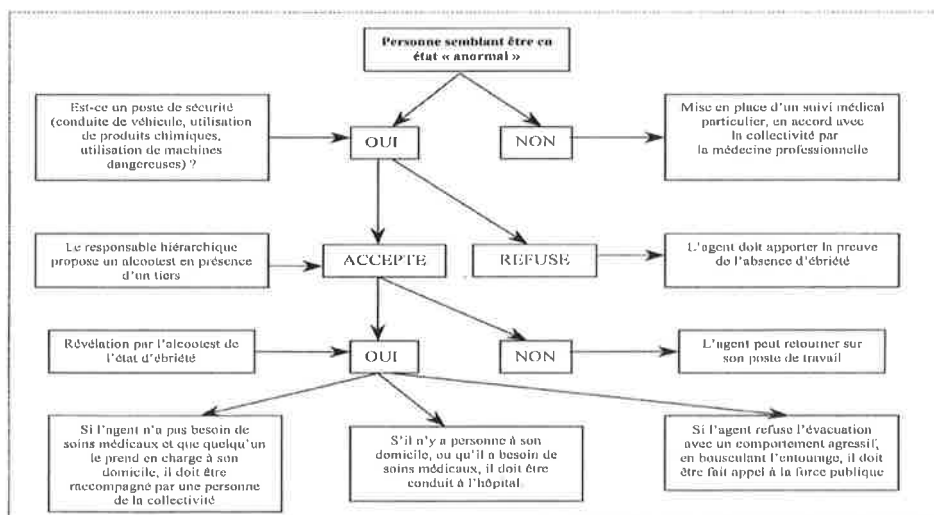 Personne semblant être en
état « anormal »
Est-ce un poste de sécurité
(conduite de véhicule, utilisation
de produits chimiques,
utilisation de machines
dangereuses) ?
OUI
NON
Mise en place d'un suivi médical
particulier, en accord avec
la collectivité par
la médecine professionnelle
Le responsable hiérarchique
propose un alcootest en présence
d'un tiers
ACCEPTE
REFUSE
L'agent doit apporter la preuve
de l'absence d'ébriété
Révélation par l'alcootest de
l'état d'ébriété
OUI
NON
L'agent peut retourner sur
son poste de travail
Si l'agent n'a pas besoin de
soins médicaux et que quelqu'un
le prend en charge à son
domicile, il doit être
raccompagné par une personne
de la collectivité
S'il n'y a personne à son
domicile, ou qu'il a besoin de
soins médicaux, il doit être
conduit à l'hôpital
Si l'agent refuse l'évacuation
avec un comportement agressif,
en bousculant l'entourage, il doit
être fait appel à la force publique